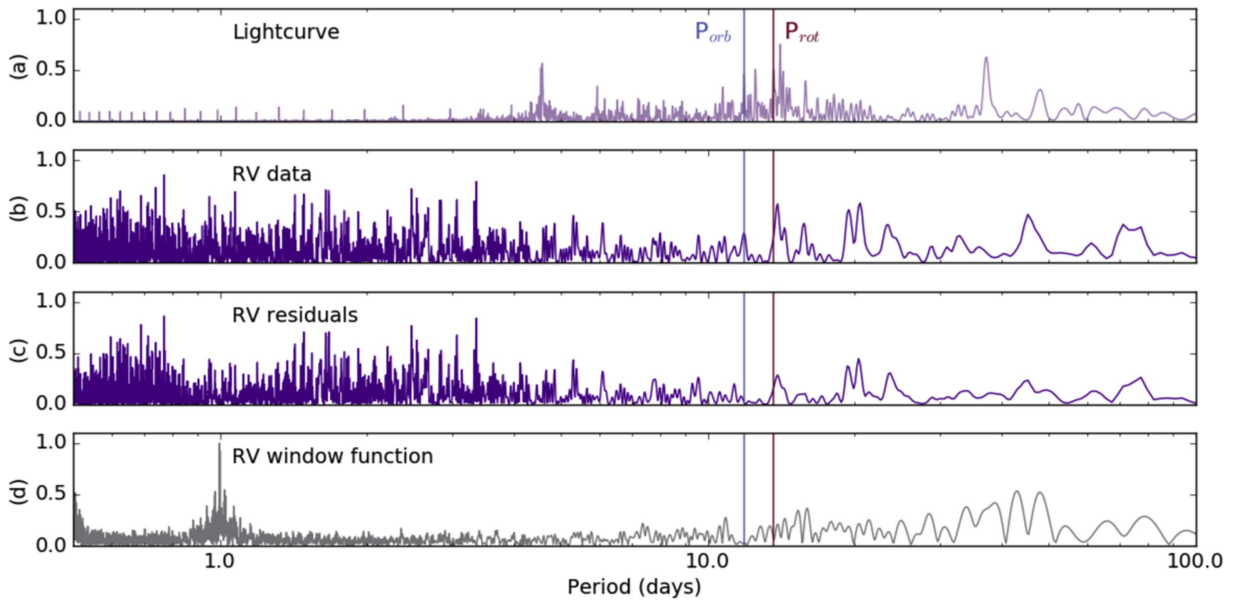 1.0
0.5
0.0
(a)
Lightcurve
P_orb
P_rot
1.0
0.5
0.0
(b)
RV data
1.0
0.5
0.0
(c)
RV residuals
1.0
0.5
0.0
(d)
RV window function
1.0 10.0 100.0
Period (days)